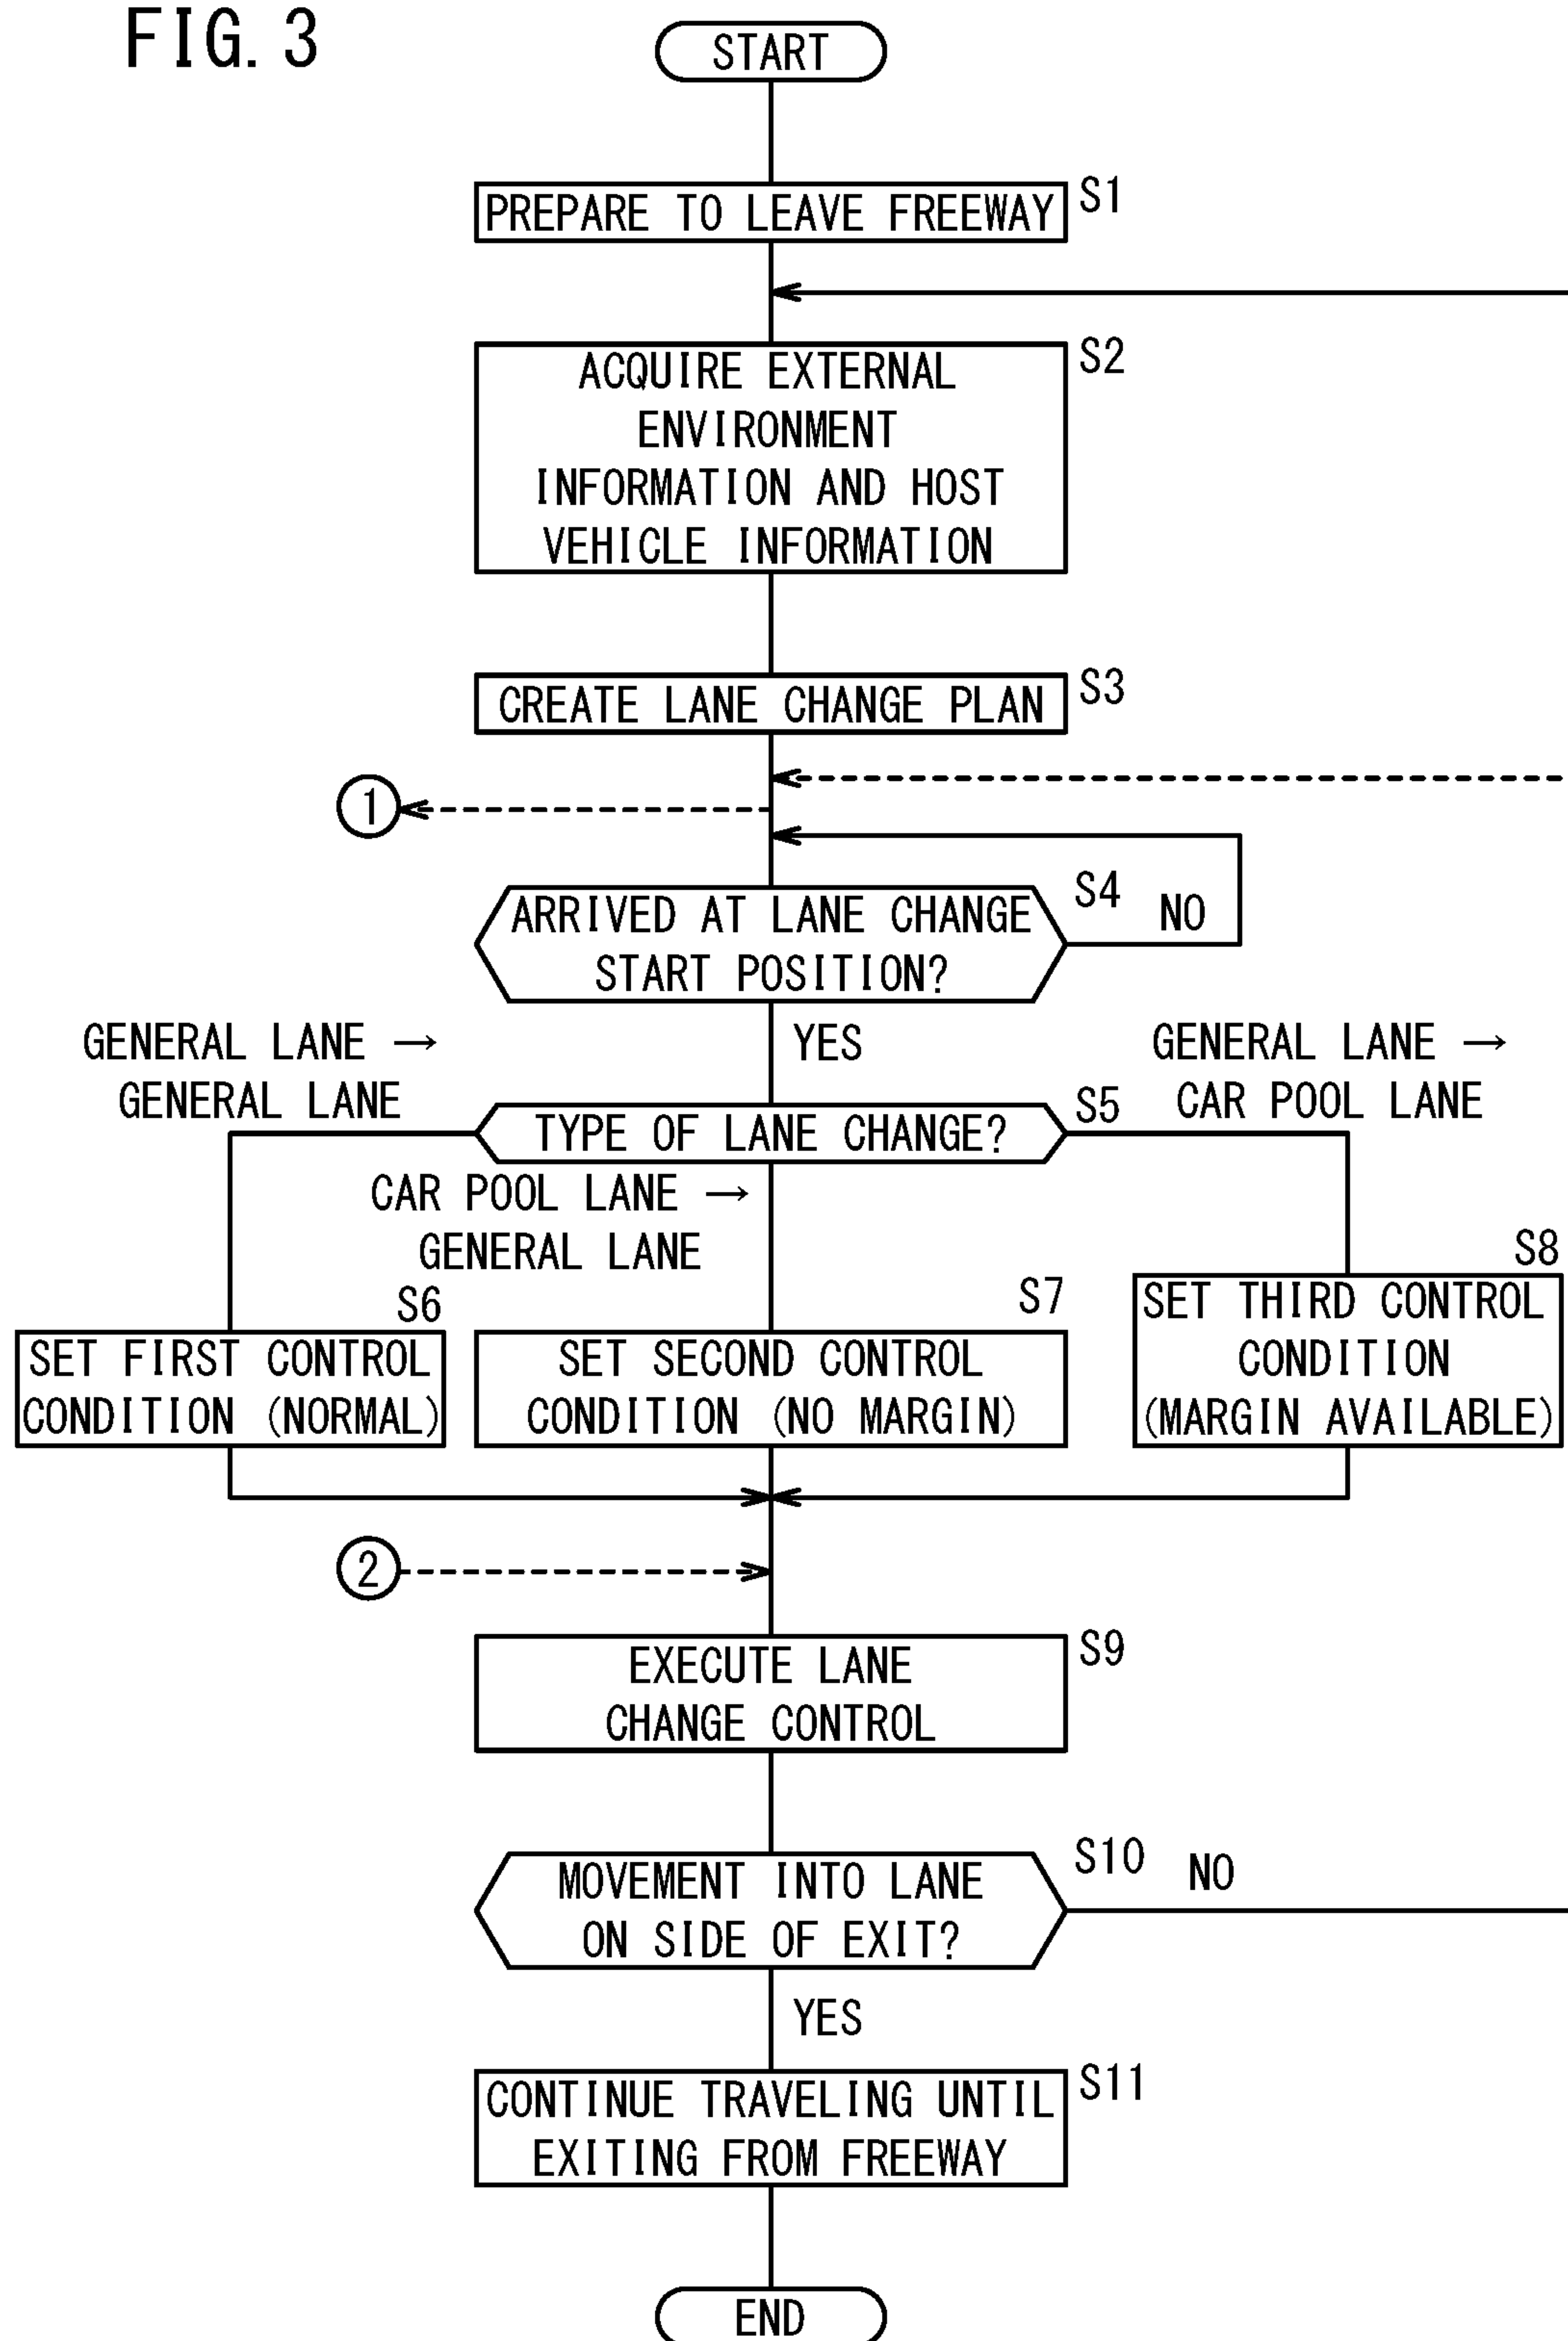 FIG. 3
START
PREPARE TO LEAVE FREEWAY
S1
ACQUIRE EXTERNAL
ENVIRONMENT
INFORMATION AND HOST
VEHICLE INFORMATION
S2
CREATE LANE CHANGE PLAN
S3
1
ARRIVED AT LANE CHANGE
START POSITION?
S4
NO
YES
GENERAL LANE →
GENERAL LANE
GENERAL LANE →
CAR POOL LANE
TYPE OF LANE CHANGE?
S5
CAR POOL LANE →
GENERAL LANE
S6
SET FIRST CONTROL
CONDITION (NORMAL)
S7
SET SECOND CONTROL
CONDITION (NO MARGIN)
S8
SET THIRD CONTROL
CONDITION
(MARGIN AVAILABLE)
2
EXECUTE LANE
CHANGE CONTROL
S9
MOVEMENT INTO LANE
ON SIDE OF EXIT?
S10
NO
YES
CONTINUE TRAVELING UNTIL
EXITING FROM FREEWAY
S11
END